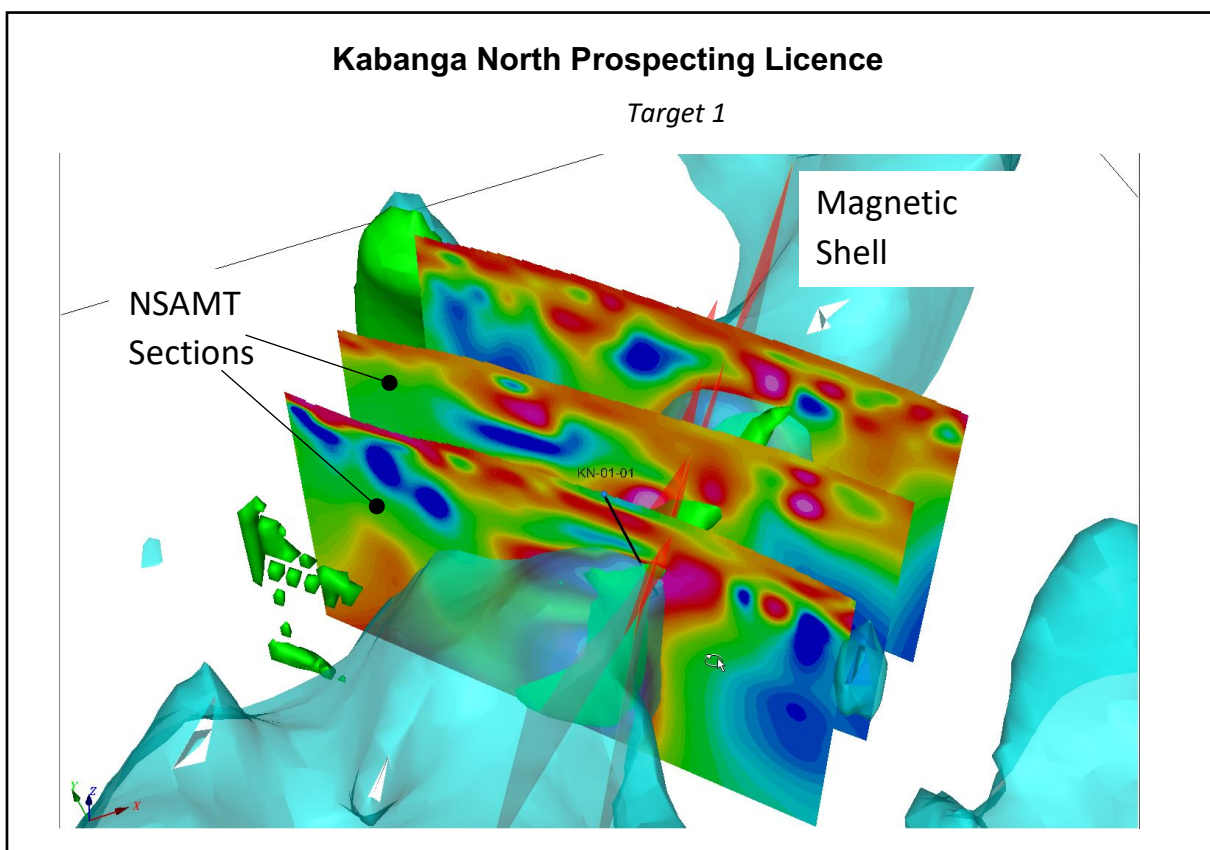 Kabanga North Prospecting Licence
Target 1
Magnetic
Shell
NSAMT
Sections
KN-01-01
Y
Z
X